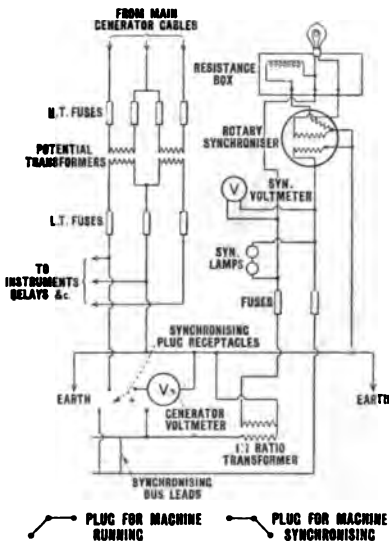 FROM MAIN
GENERATOR CABLES
RESISTANCE
BOX
H.T. FUSES
ROTARY
SYNCHRONISER
POTENTIAL
TRANSFORMERS
V
SYN.
VOLTMETER
L.T. FUSES
TO
INSTRUMENTS
RELAYS &c.
SYN.
LAMPS
FUSES
SYNCHRONISING
PLUG RECEPTACLES
EARTH
V
GENERATOR
VOLTMETER
EARTH
1:1 RATIO
TRANSFORMER
SYNCHRONISING
BUS LEADS
PLUG FOR MACHINE
RUNNING
PLUG FOR MACHINE
SYNCHRONISING